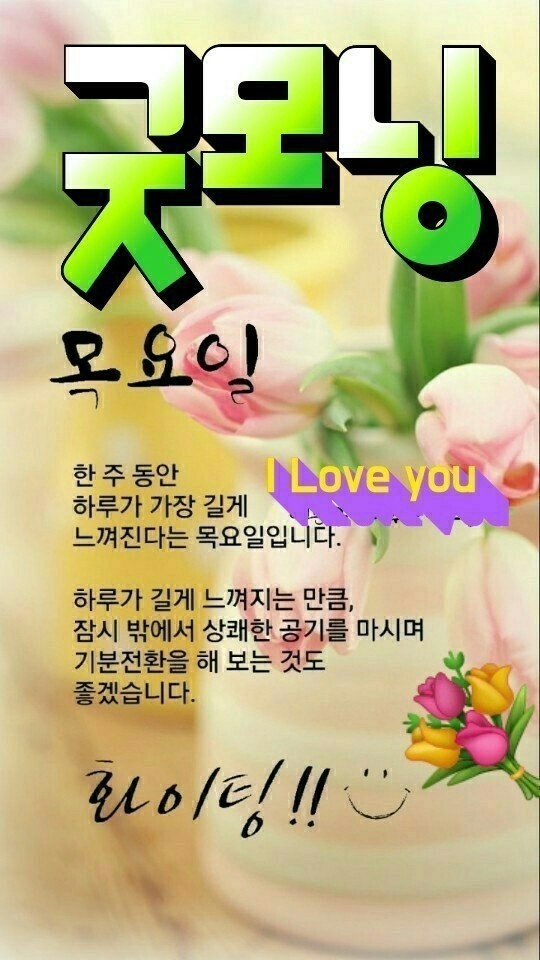 굿모닝
목요일
한 주 동안
I Love you
하루가 가장 길게
느껴진다는 목요일입니다.
하루가 길게 느껴지는 만큼,
잠시 밖에서 상쾌한 공기를 마시며
기분전환을 해 보는 것도
좋겠습니다.
화이팅!!